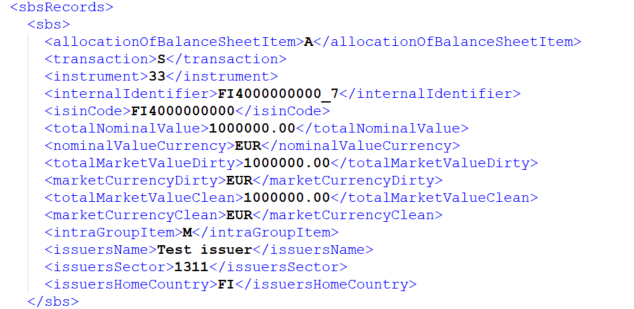 <sbsRecords>
<sbs>
<allocationOfBalanceSheetItem>A</allocationOfBalanceSheetItem>
<transaction>S</transaction>
<instrument>33</instrument>
<internalIdentifier>FI4000000000_7</internalIdentifier>
<isinCode>FI4000000000</isinCode>
<totalNominalValue>1000000.00</totalNominalValue>
<nominalValueCurrency>EUR</nominalValueCurrency>
<totalMarketValueDirty>1000000.00</totalMarketValueDirty>
<marketCurrencyDirty>EUR</marketCurrencyDirty>
<totalMarketValueClean>1000000.00</totalMarketValueClean>
<marketCurrencyClean>EUR</marketCurrencyClean>
<intraGroupItem>M</intraGroupItem>
<issuersName>Test issuer</issuersName>
<issuersSector>1311</issuersSector>
<issuersHomeCountry>FI</issuersHomeCountry>
</sbs>